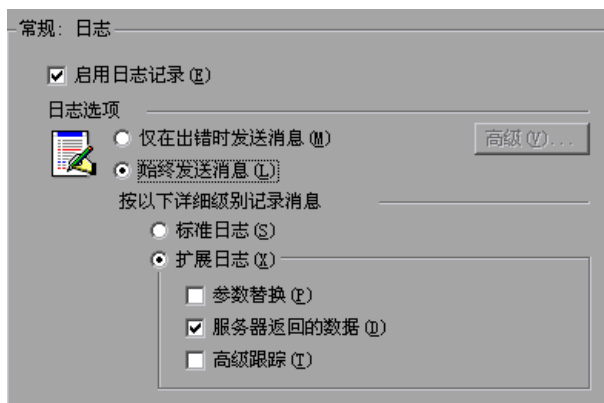 常规: 日志
启用日志记录(E)
日志选项
仅在出错时发送消息(M)
高级(V)...
始终发送消息(L)
按以下详细级别记录消息
标准日志(S)
扩展日志(X)
参数替换(P)
服务器返回的数据(D)
高级跟踪(T)